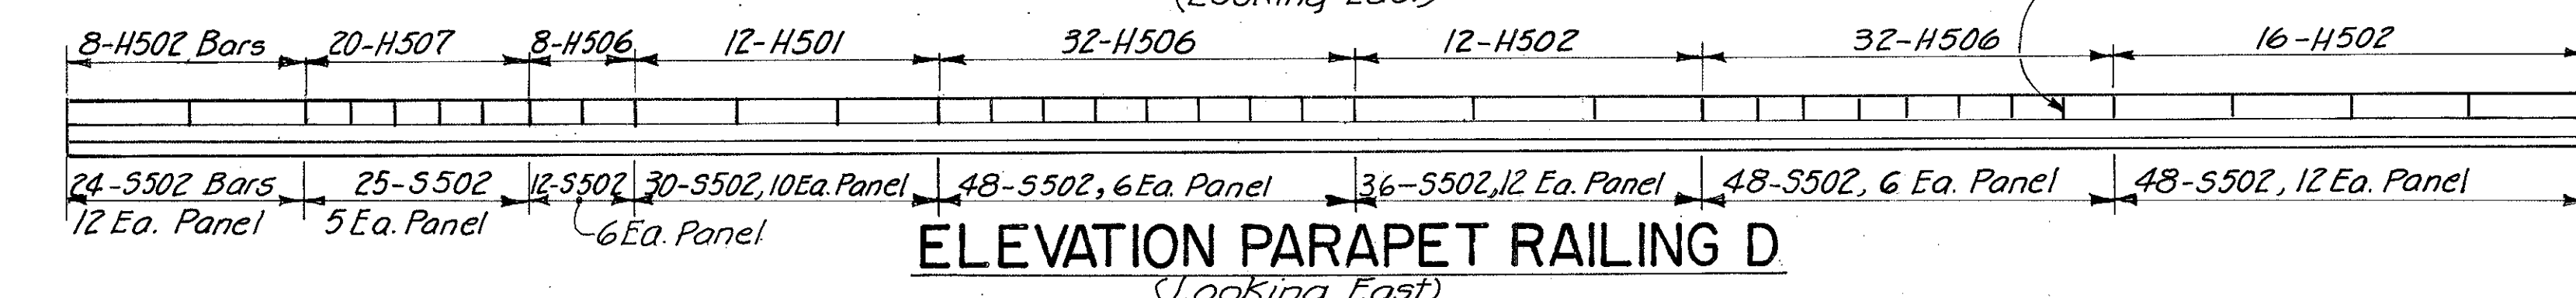 (Looking East)
8-H502 Bars 20-H507 8-H506 12-H501 32-H506 12-H502 32-H506 16-H502
24-S502 Bars 25-S502 12-S502 30-S502, 10 Ea. Panel 48-S502, 6 Ea. Panel 36-S502, 12 Ea. Panel 48-S502, 6 Ea. Panel 48-S502, 12 Ea. Panel
12 Ea. Panel 5 Ea. Panel 6 Ea. Panel
ELEVATION PARAPET RAILING D
(Looking East)